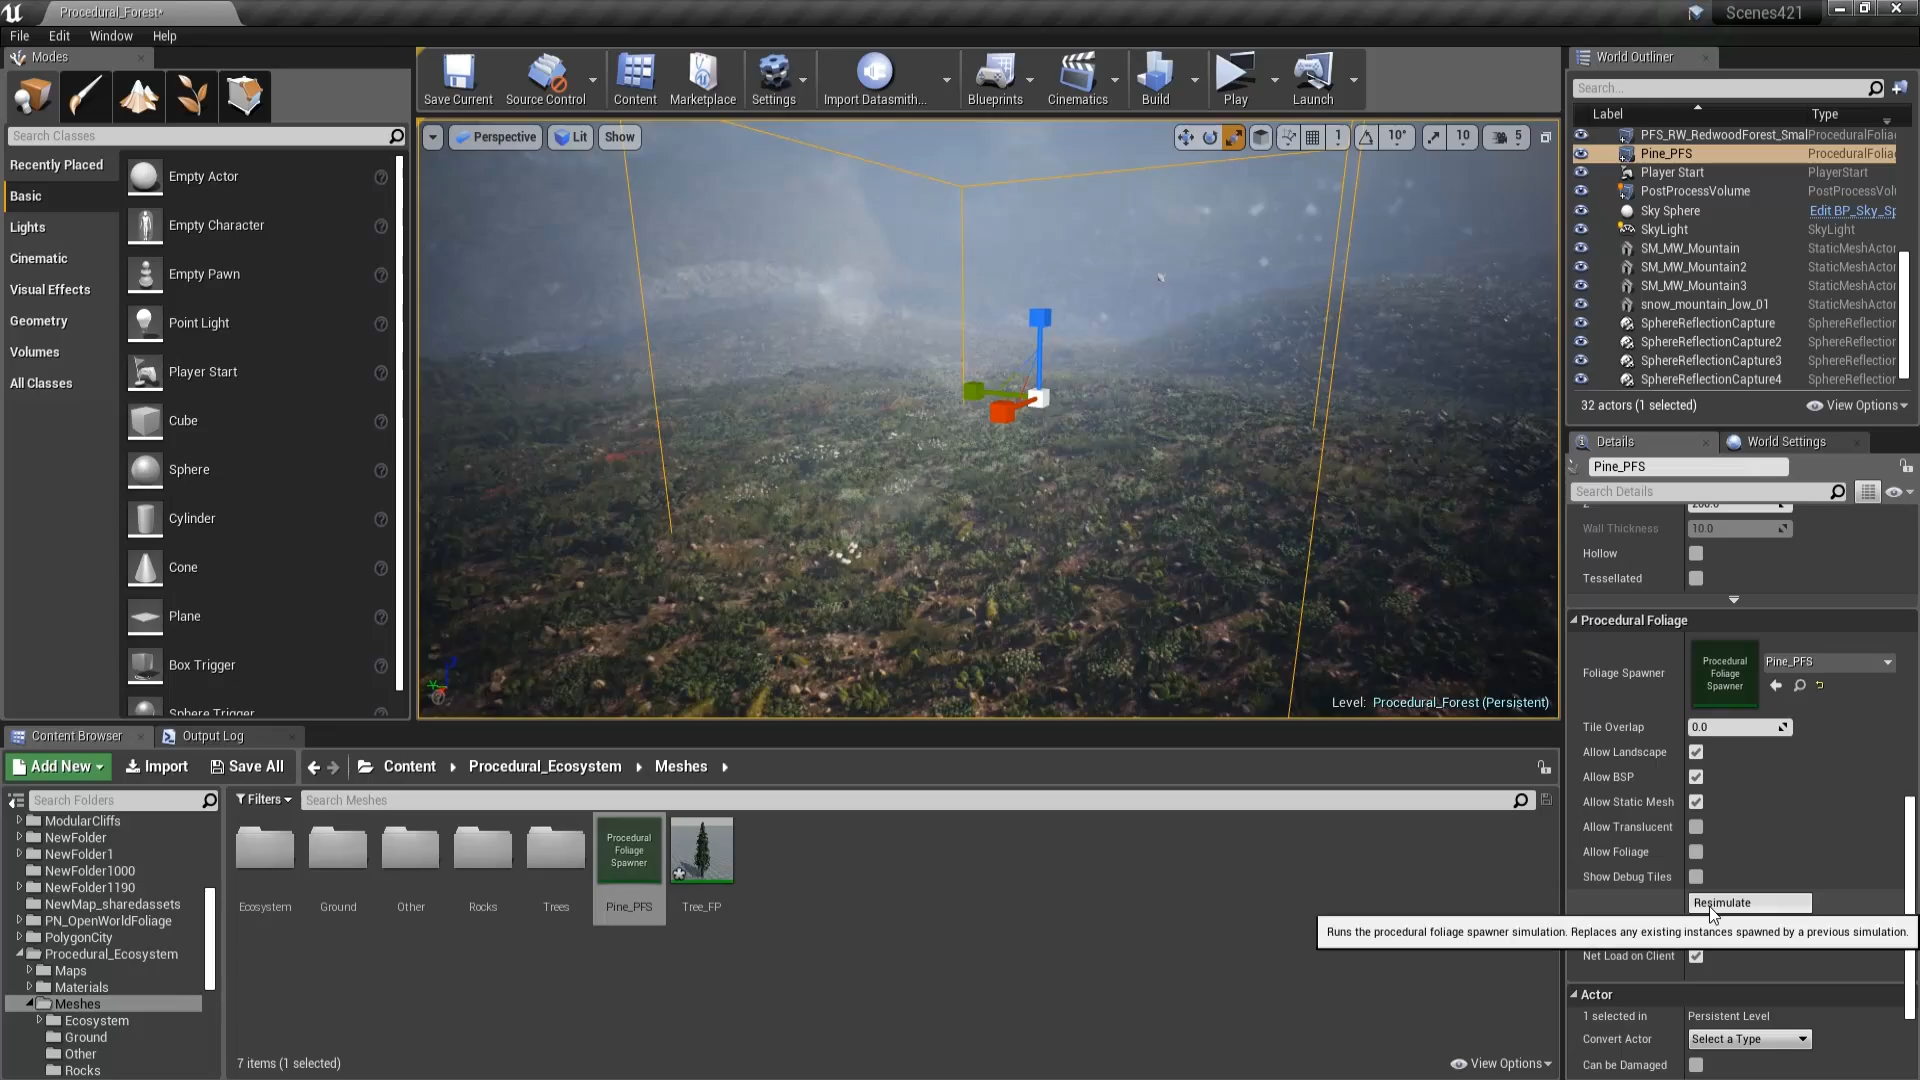 Procedural_Forest*
Scenes421
File Edit Window Help
Modes
Search Classes
Recently Placed
Basic
Lights
Cinematic
Visual Effects
Geometry
Volumes
All Classes
Empty Actor
Empty Character
Empty Pawn
Point Light
Player Start
Cube
Sphere
Cylinder
Cone
Plane
Box Trigger
Sphere Trigger
Save Current Source Control Content Marketplace Settings Import Datasmith... Blueprints Cinematics Build Play Launch
Perspective Lit Show
1 10° 10 5
Level: Procedural_Forest (Persistent)
World Outliner
Search...
Label Type
PFS_RW_RedwoodForest_Smal ProceduralFolia
Pine_PFS ProceduralFolia
Player Start PlayerStart
PostProcessVolume PostProcessVol
Sky Sphere Edit BP_Sky_Sp
SkyLight SkyLight
SM_MW_Mountain StaticMeshActor
SM_MW_Mountain2 StaticMeshActor
SM_MW_Mountain3 StaticMeshActor
snow_mountain_low_01 StaticMeshActor
SphereReflectionCapture SphereReflection
SphereReflectionCapture2 SphereReflection
SphereReflectionCapture3 SphereReflection
SphereReflectionCapture4 SphereReflection
32 actors (1 selected) View Options
Details World Settings
Pine_PFS
Search Details
Wall Thickness 10.0
Hollow
Tessellated
Procedural Foliage
Foliage Spawner Procedural Foliage Spawner Pine_PFS
Tile Overlap 0.0
Allow Landscape
Allow BSP
Allow Static Mesh
Allow Translucent
Allow Foliage
Show Debug Tiles
Resimulate
Runs the procedural foliage spawner simulation. Replaces any existing instances spawned by a previous simulation.
Net Load on Client
Actor
1 selected in Persistent Level
Convert Actor Select a Type
Can be Damaged
Content Browser Output Log
Add New Import Save All Content Procedural_Ecosystem Meshes
Search Folders
Filters Search Meshes
ModularCliffs
NewFolder
NewFolder1
NewFolder1000
NewFolder1190
NewMap_sharedassets
PN_OpenWorldFoliage
PolygonCity
Procedural_Ecosystem
Maps
Materials
Meshes
Ecosystem
Ground
Other
Rocks
Procedural
Foliage
Spawner
Ecosystem Ground Other Rocks Trees Pine_PFS Tree_FP
7 items (1 selected) View Options